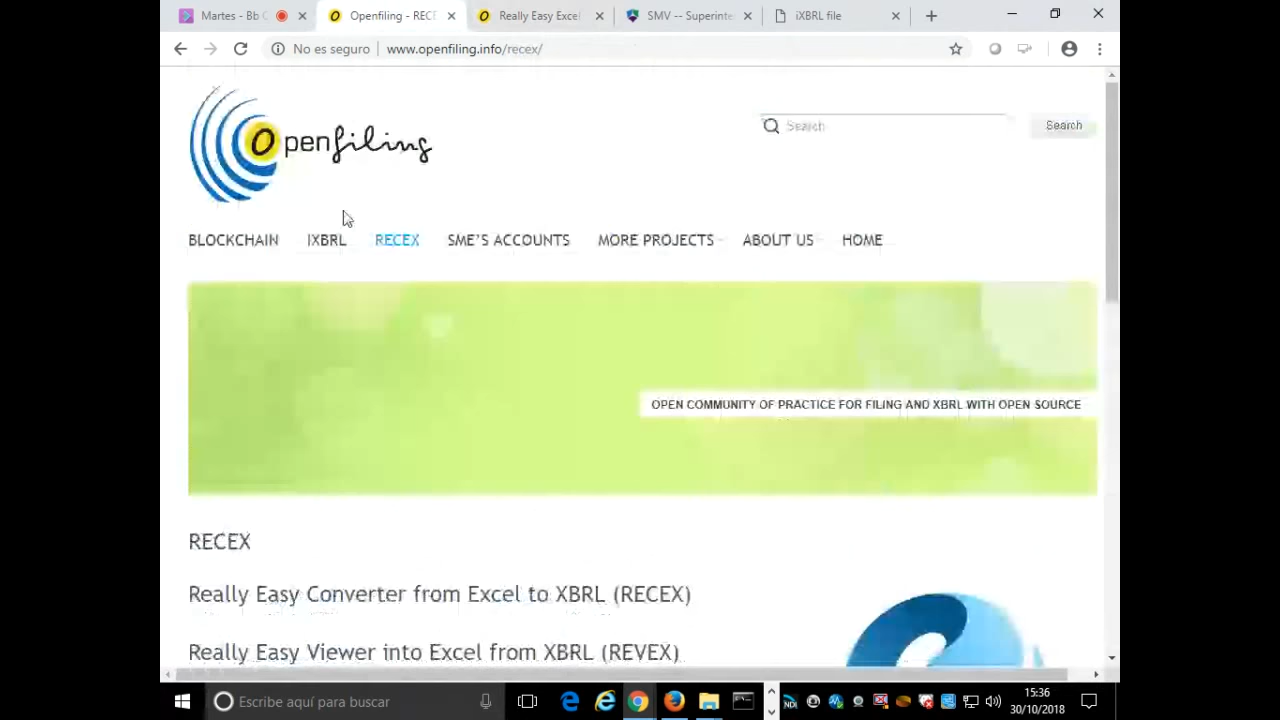 Martes - Bb C
Openfiling - REC
Really Easy Excel
SMV -- Superinte
iXBRL file
No es seguro
www.openfiling.info/recex/
Openfiling
Search
Search
BLOCKCHAIN
IXBRL
RECEX
SME'S ACCOUNTS
MORE PROJECTS
ABOUT US
HOME
OPEN COMMUNITY OF PRACTICE FOR FILING AND XBRL WITH OPEN SOURCE
RECEX
Really Easy Converter from Excel to XBRL (RECEX)
Really Easy Viewer into Excel from XBRL (REVEX)
Escribe aquí para buscar
NDI
15:36
30/10/2018